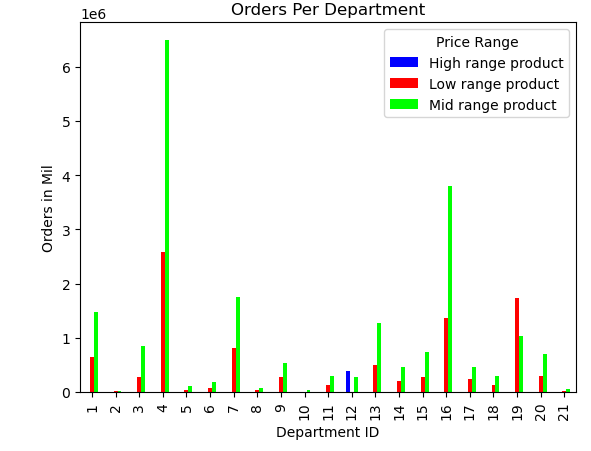 Orders Per Department
1e6
Price Range
High range product
Low range product
Mid range product
6
5
4
3
2
1
0
Orders in Mil
1 2 3 4 5 6 7 8 9 10 11 12 13 14 15 16 17 18 19 20 21
Department ID